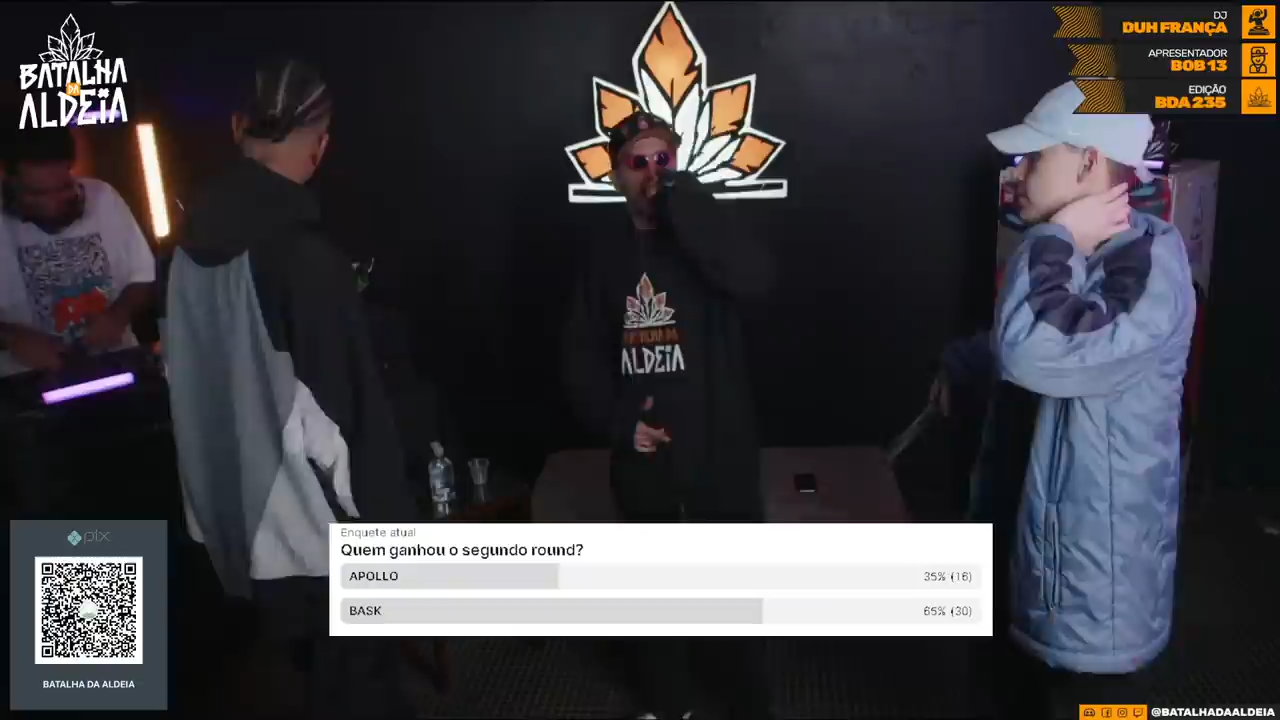 BATALHA
DA
ALDEIA
DJ
DUH FRANÇA
APRESENTADOR
BOB 13
EDIÇÃO
BDA 235
ALDEIA
Enquete atual
Quem ganhou o segundo round?
APOLLO 35% (16)
BASK 65% (30)
pix
BATALHA DA ALDEIA
@BATALHADAALDEIA